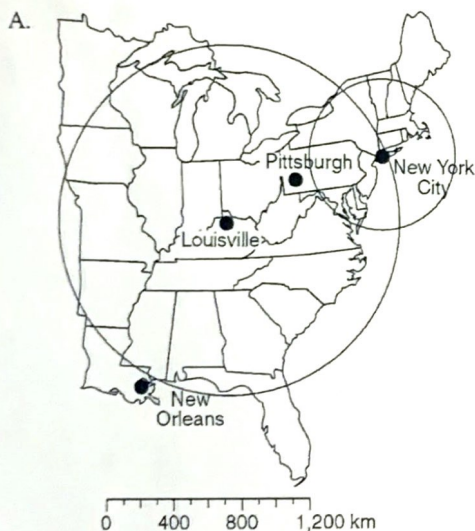 A.
Pittsburgh
New York
City
Louisville
New
Orleans
0 400 800 1,200 km